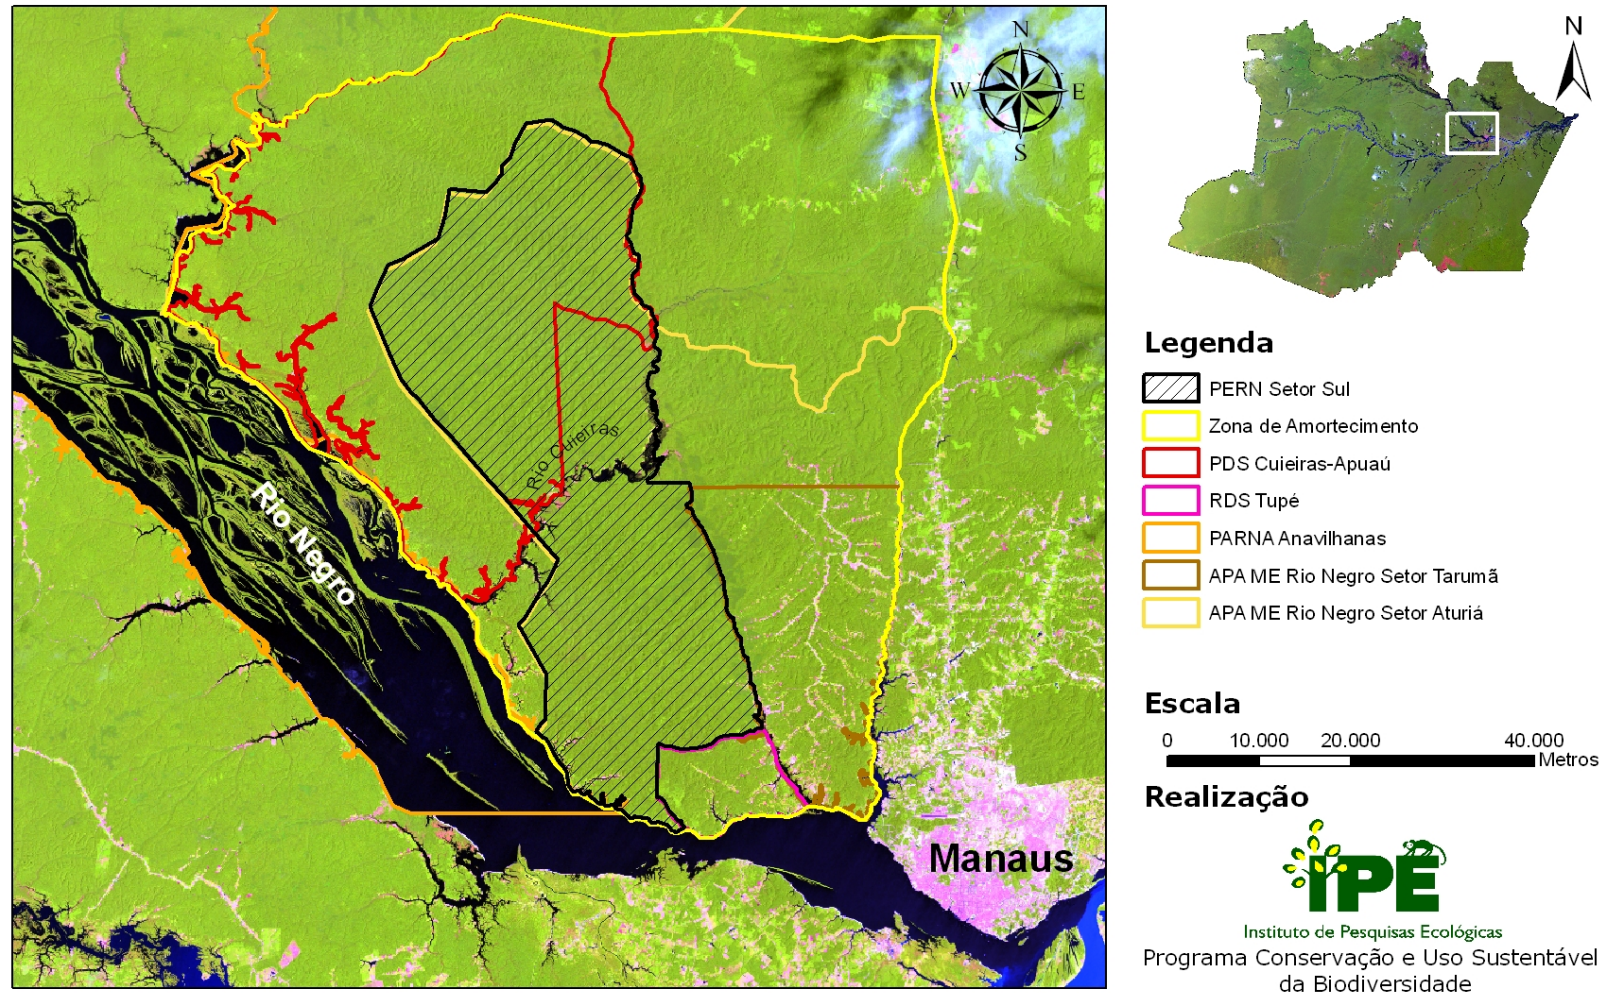 N
W E
S
Rio Cuieiras
Rio Negro
Manaus
N
Legenda
PERN Setor Sul
Zona de Amortecimento
PDS Cuieiras-Apuaú
RDS Tupé
PARNA Anavilhanas
APA ME Rio Negro Setor Tarumã
APA ME Rio Negro Setor Aturiá
Escala
0 10.000 20.000 40.000
Metros
Realização
IPÊ
Instituto de Pesquisas Ecológicas
Programa Conservação e Uso Sustentável
da Biodiversidade